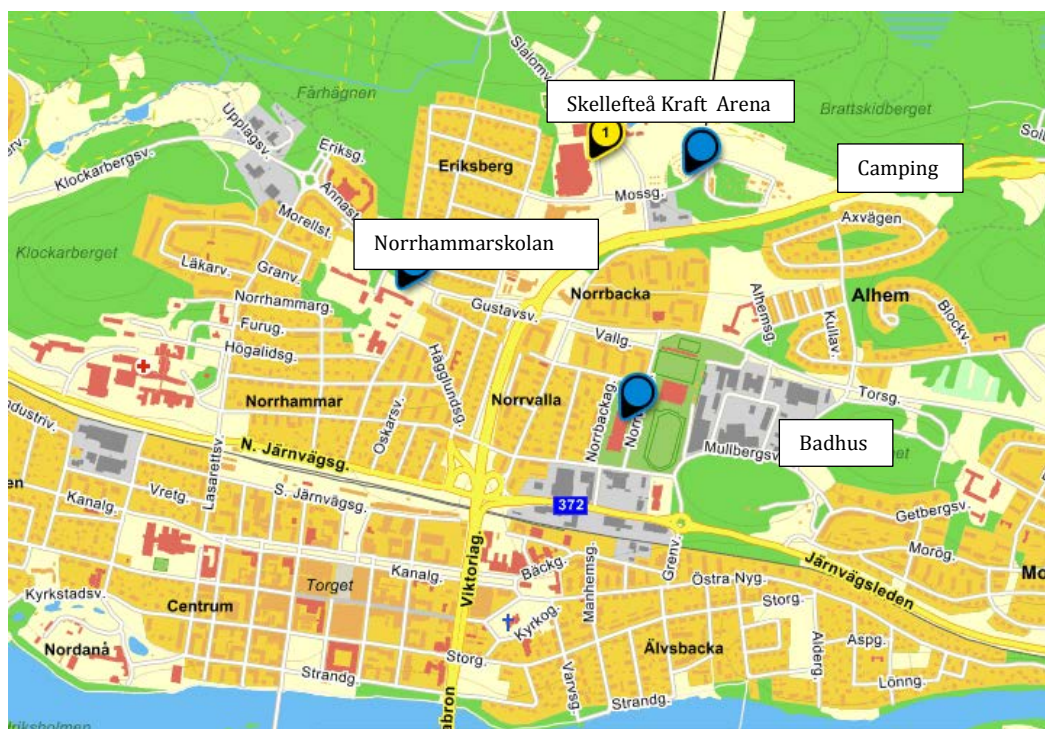 Slalomv.
Fårhägnen
Skellefteå Kraft Arena
Brattskidberget
Upplagsv.
1
Klockarbergsv.
Eriksg.
Eriksberg
Camping
Annast.
Mossg.
Morellst.
Axvägen
Klockarberget
Norrhammarskolan
Läkarv.
Granv.
Norrbacka
Alhem
Alhemsg.
Norrhammarg.
Gustavsv.
Blockv.
Furug.
Vallg.
Kullav.
Högalidsg.
Hägglundsg.
Norrhammar
Norrvalla
Torsg.
Oskarsv.
Norrbackag.
Industriv.
N. Järnvägsg.
Mullbergsv.
Badhus
Lasarettsv.
Vretg.
S. Järnvägsg.
372
Kanalg.
Getbergsv.
Viktoriag.
Bäckg.
Manhemsg.
Grenv.
Järnvägsleden
Morög.
Kanalg.
Torget
Östra Nyg.
Kyrkstadsv.
Centrum
Kyrkog.
Storg.
Nordanå
Storg.
Älvsbacka
Alderg.
Aspg.
Strandg.
Varvsg.
Strandg.
Lönng.